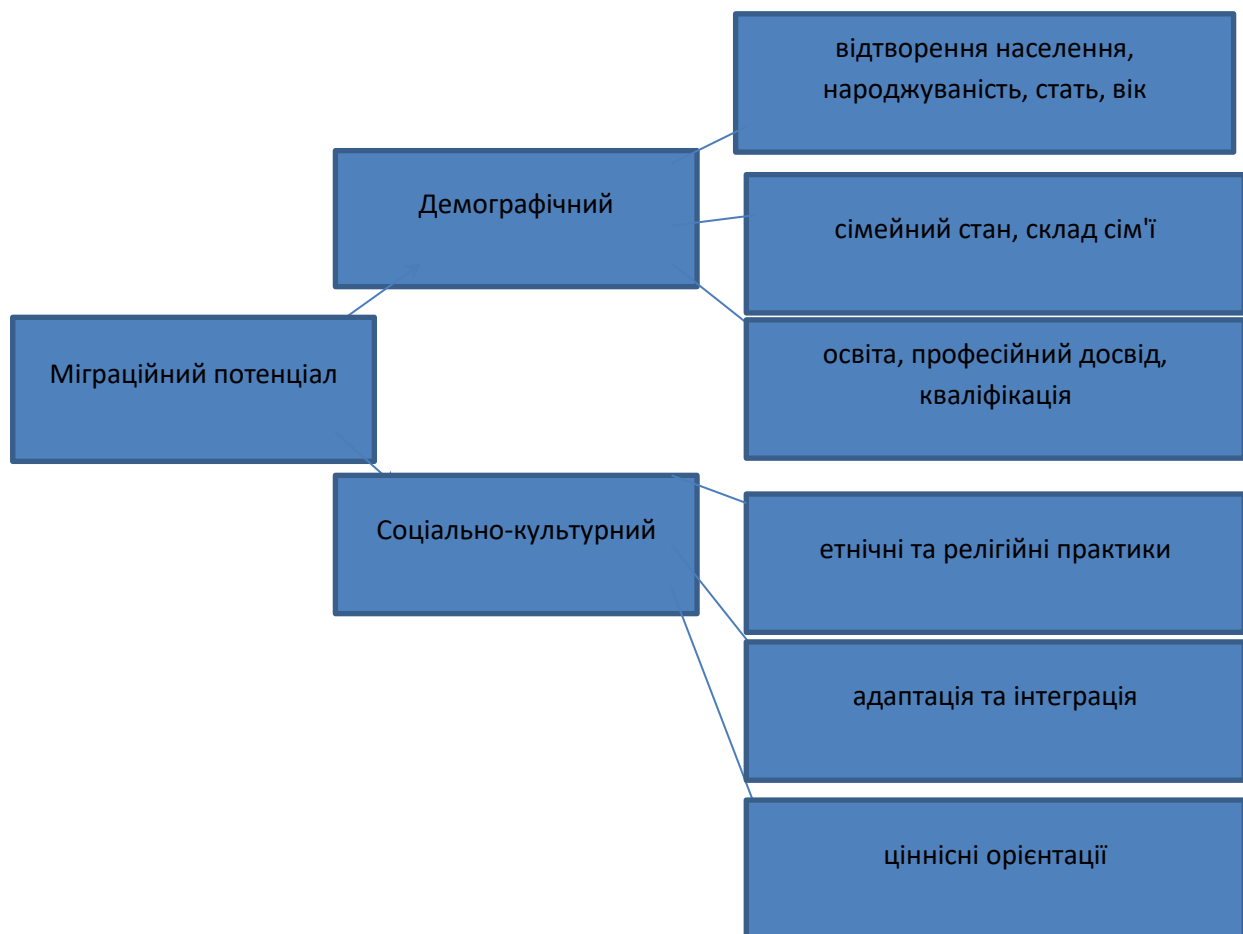 відтворення населення,
народжуваність, стать, вік
Демографічний
сімейний стан, склад сім'ї
Міграційний потенціал
освіта, професійний досвід,
кваліфікація
Соціально-культурний
етнічні та релігійні практики
адаптація та інтеграція
ціннісні орієнтації